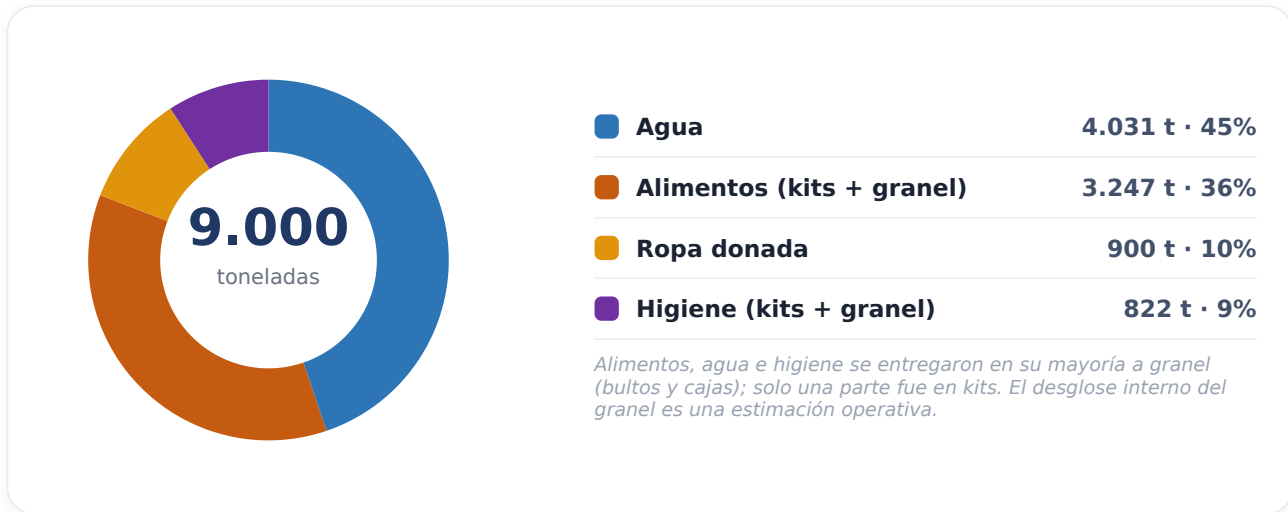 9.000
toneladas
Agua 4.031 t · 45%
Alimentos (kits + granel) 3.247 t · 36%
Ropa donada 900 t · 10%
Higiene (kits + granel) 822 t · 9%
Alimentos, agua e higiene se entregaron en su mayoría a granel
(bultos y cajas); solo una parte fue en kits. El desglose interno del
granel es una estimación operativa.